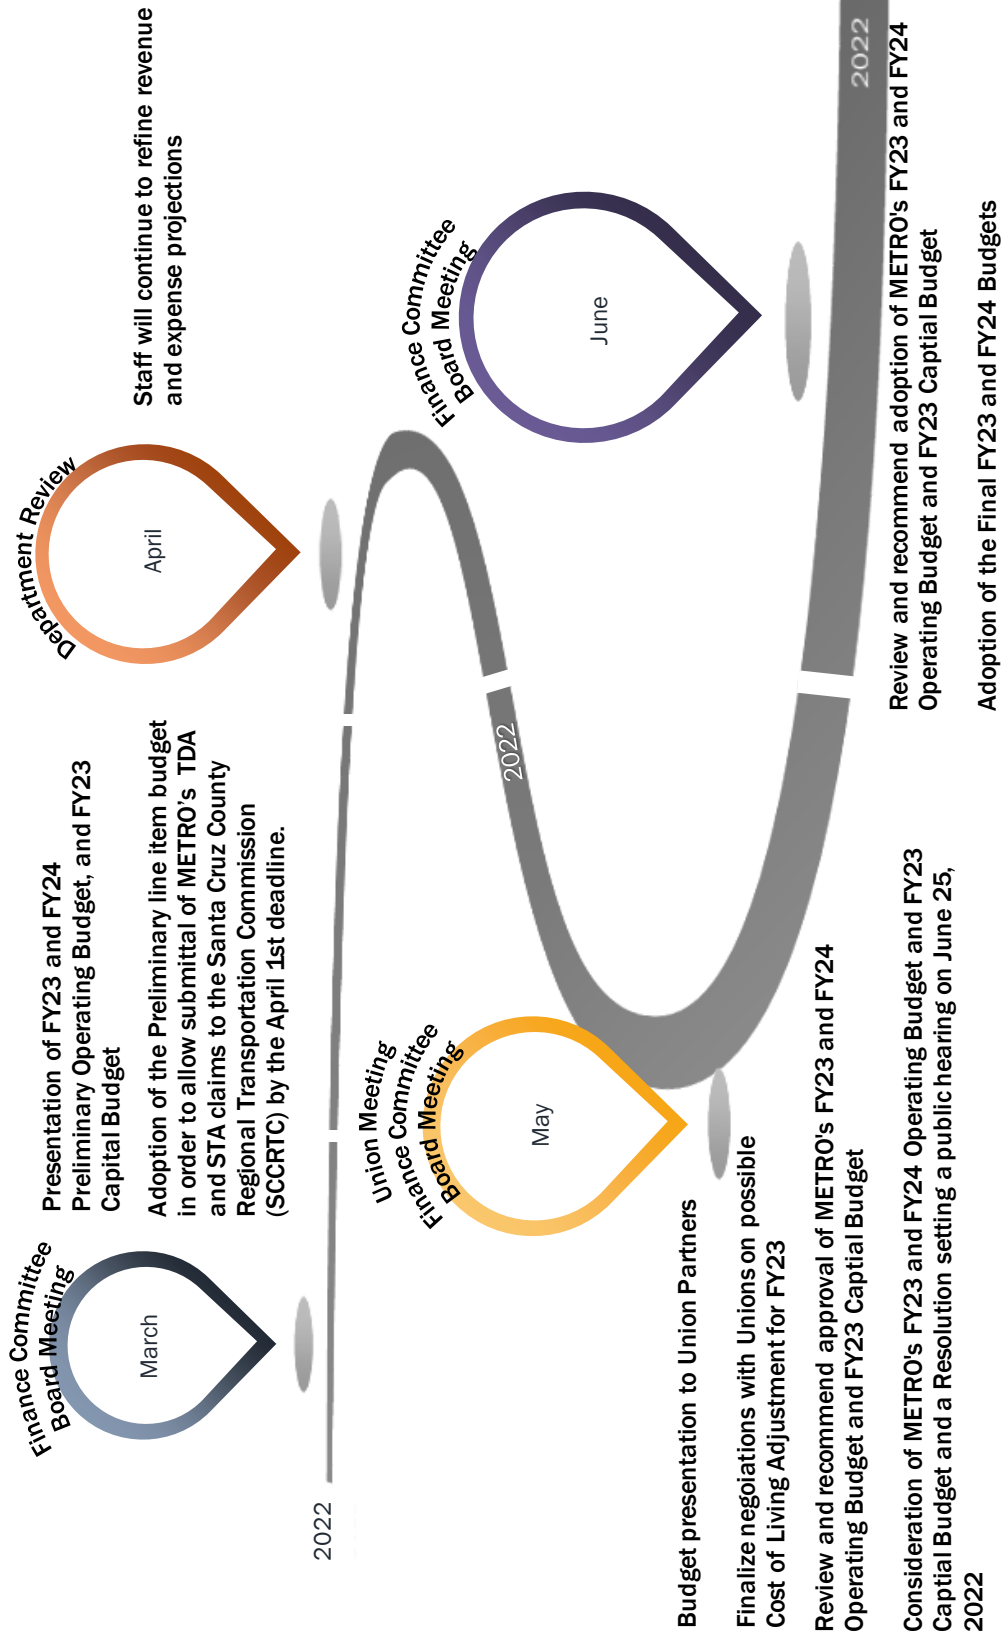 Finance Committee
Board Meeting
March
Presentation of FY23 and FY24
Preliminary Operating Budget, and FY23
Capital Budget
Adoption of the Preliminary line item budget
in order to allow submittal of METRO's TDA
and STA claims to the Santa Cruz County
Regional Transportation Commission
(SCCRTC) by the April 1st deadline.
Department Review
April
Staff will continue to refine revenue
and expense projections
2022
2022
Union Meeting
Finance Committee
Board Meeting
May
Budget presentation to Union Partners
Finalize negoiations with Unions on possible
Cost of Living Adjustment for FY23
Review and recommend approval of METRO's FY23 and FY24
Operating Budget and FY23 Captial Budget
Consideration of METRO's FY23 and FY24 Operating Budget and FY23
Captial Budget and a Resolution setting a public hearing on June 25,
2022
Finance Committee
Board Meeting
June
2022
Review and recommend adoption of METRO's FY23 and FY24
Operating Budget and FY23 Captial Budget
Adoption of the Final FY23 and FY24 Budgets